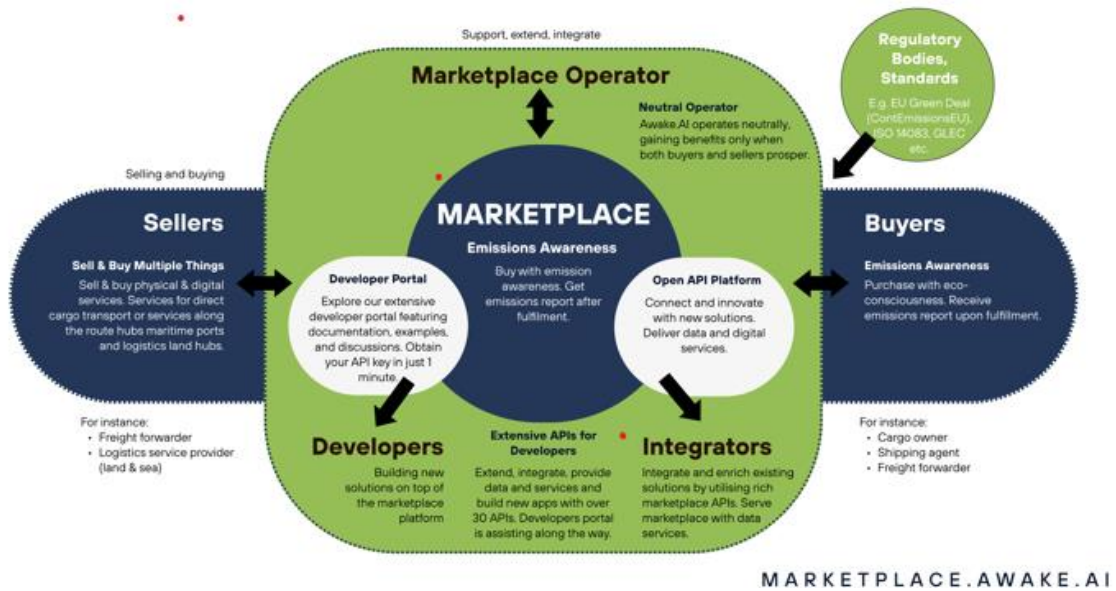 Support, extend, integrate
Marketplace Operator
Regulatory
Bodies,
Standards
E.g. EU Green Deal
(ContEmissionsEU),
ISO 14083, GLEC
etc.
Neutral Operator
Awake.AI operates neutrally,
gaining benefits only when
both buyers and sellers prosper.
Selling and buying
Sellers
Sell & Buy Multiple Things
Sell & buy physical & digital
services. Services for direct
cargo transport or services along
the route hubs maritime ports
and logistics land hubs.
For instance:
• Freight forwarder
• Logistics service provider
(land & sea)
MARKETPLACE
Emissions Awareness
Buy with emission
awareness. Get
emissions report after
fulfilment.
Developer Portal
Explore our extensive
developer portal featuring
documentation, examples,
and discussions. Obtain
your API key in just 1
minute.
Open API Platform
Connect and innovate
with new solutions.
Deliver data and digital
services.
Buyers
Emissions Awareness
Purchase with eco-
consciousness. Receive
emissions report upon fulfillment.
For instance:
• Cargo owner
• Shipping agent
• Freight forwarder
Developers
Building new
solutions on top of
the marketplace
platform
Extensive APIs for
Developers
Extend, integrate, provide
data and services and
build new apps with over
30 APIs. Developers portal
is assisting along the way.
Integrators
Integrate and enrich existing
solutions by utilising rich
marketplace APIs. Serve
marketplace with data
services.
MARKETPLACE.AWAKE.AI